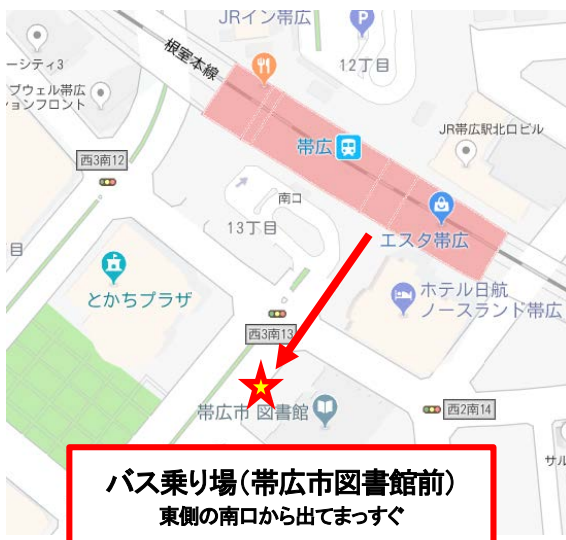 JRイン帯広
P
12丁目
根室本線
ーシティ3
プウェル帯広
ションフロント
帯広
JR帯広駅北口ビル
西3南12
南口
13丁目
エスタ帯広
目
とかちプラザ
ホテル日航
ノースランド帯広
西3南13
帯広市 図書館
西2南14
サル
バス乗り場(帯広市図書館前)
東側の南口から出てまっすぐ